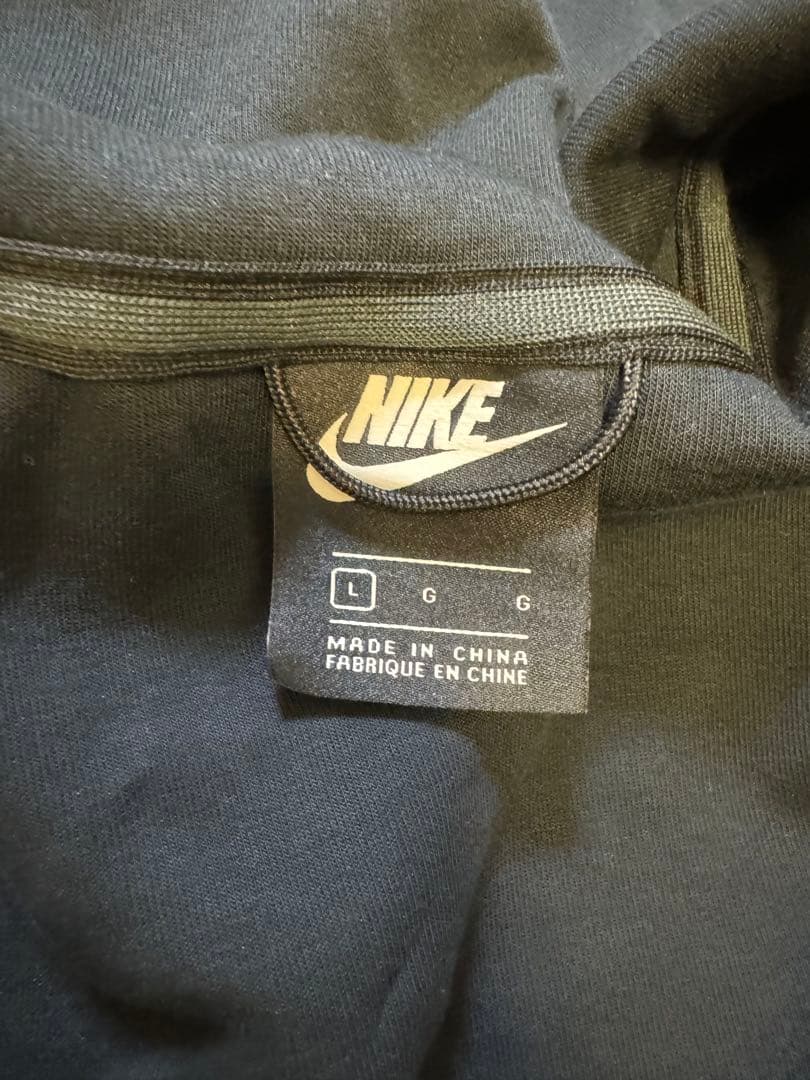 NIKE
L G G
MADE IN CHINA
FABRIQUE EN CHINE